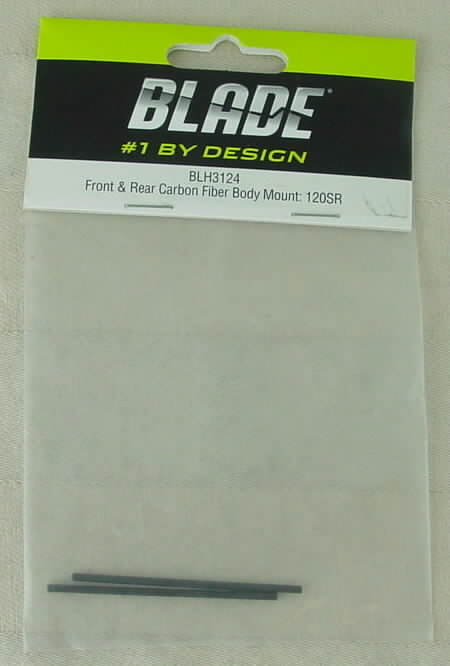 BLADE®
#1 BY DESIGN
BLH3124
Front & Rear Carbon Fiber Body Mount: 120SR